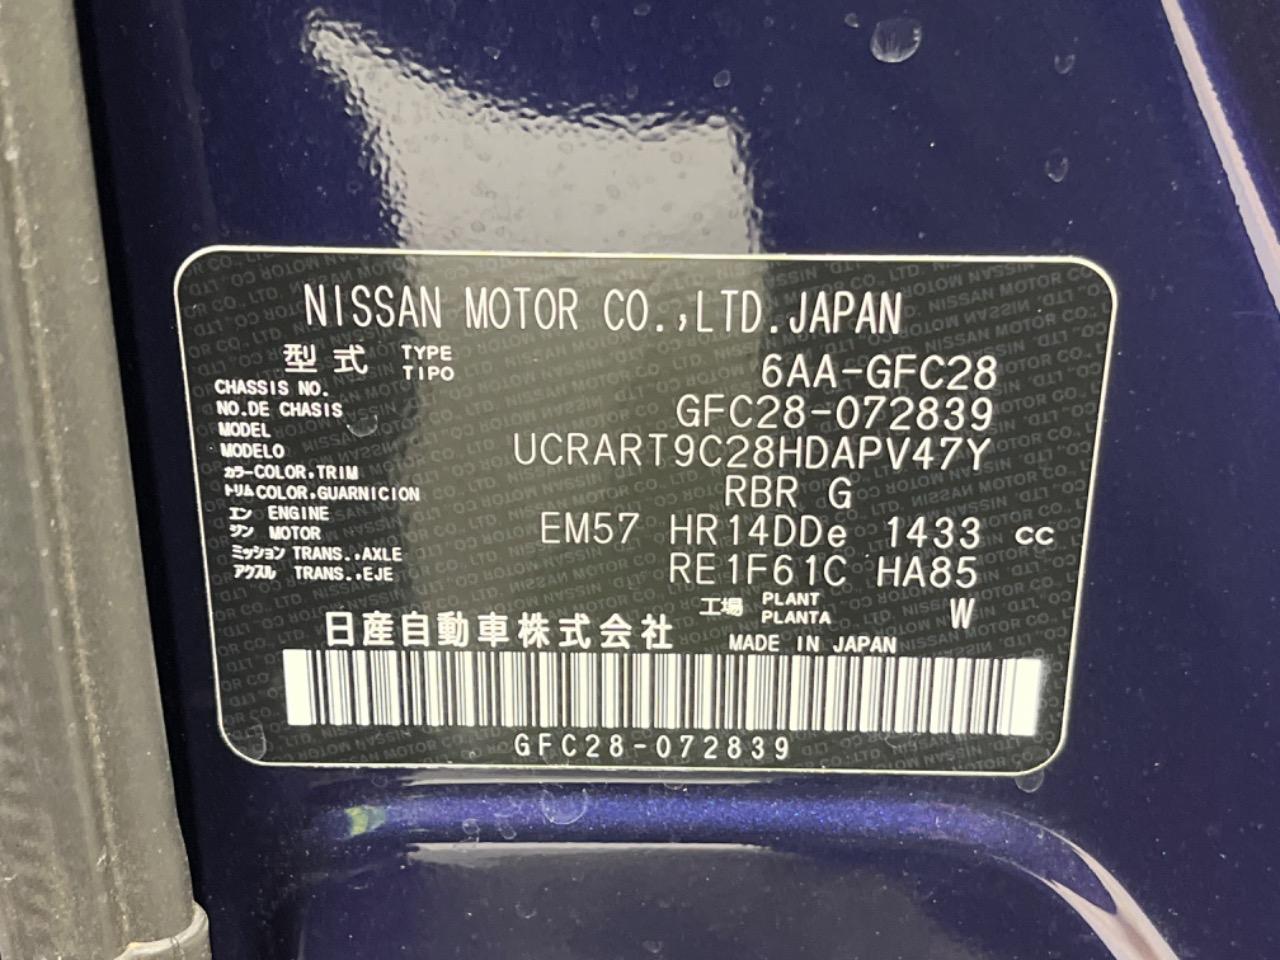 NISSAN MOTOR CO.,LTD.JAPAN
型式 TYPE TIPO 6AA-GFC28
CHASSIS NO.
NO.DE CHASIS GFC28-072839
MODEL
MODELO UCRART9C28HDAPV47Y
カラー COLOR,TRIM
トリム COLOR,GUARNICION RBR G
エン ENGINE
ジン MOTOR EM57 HR14DDe 1433 cc
ミッション TRANS.,AXLE
アクスル TRANS.,EJE RE1F61C HA85
工場 PLANT PLANTA W
日産自動車株式会社 MADE IN JAPAN
GFC28-072839